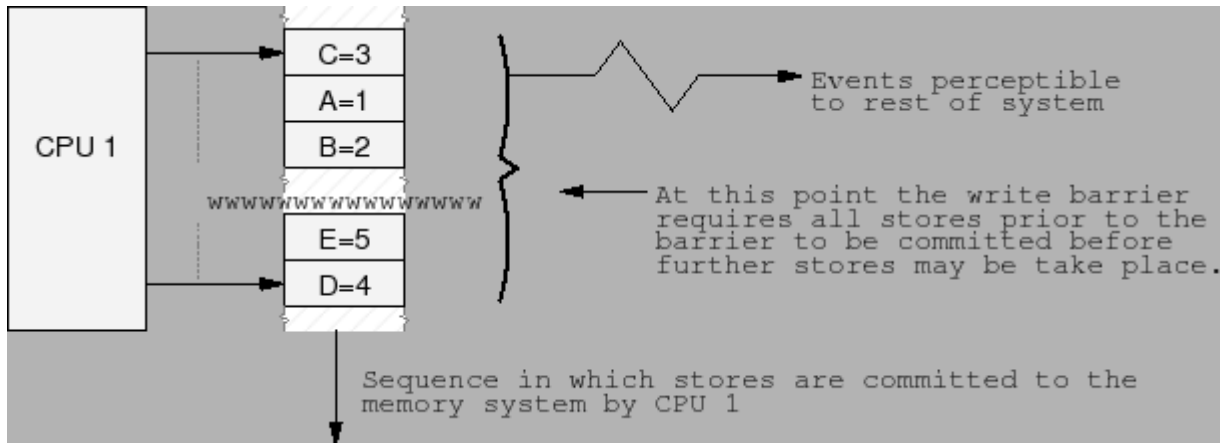 CPU 1
C=3
A=1
B=2
wwwwwwwwwwwwwwww
E=5
D=4
Events perceptible
to rest of system
At this point the write barrier
requires all stores prior to the
barrier to be committed before
further stores may be take place.
Sequence in which stores are committed to the
memory system by CPU 1